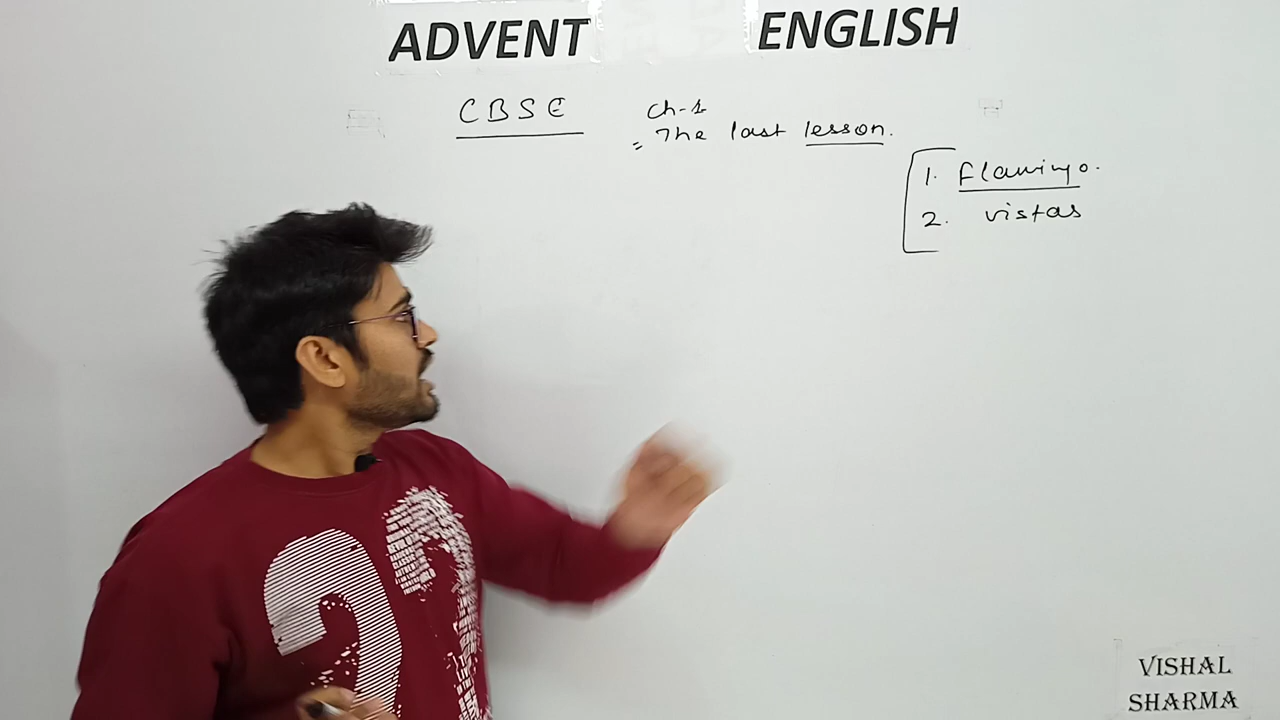 ADVENT ENGLISH
CBSE
Ch-1
The last lesson.
1. Flamingo.
2. vistas
VISHAL
SHARMA